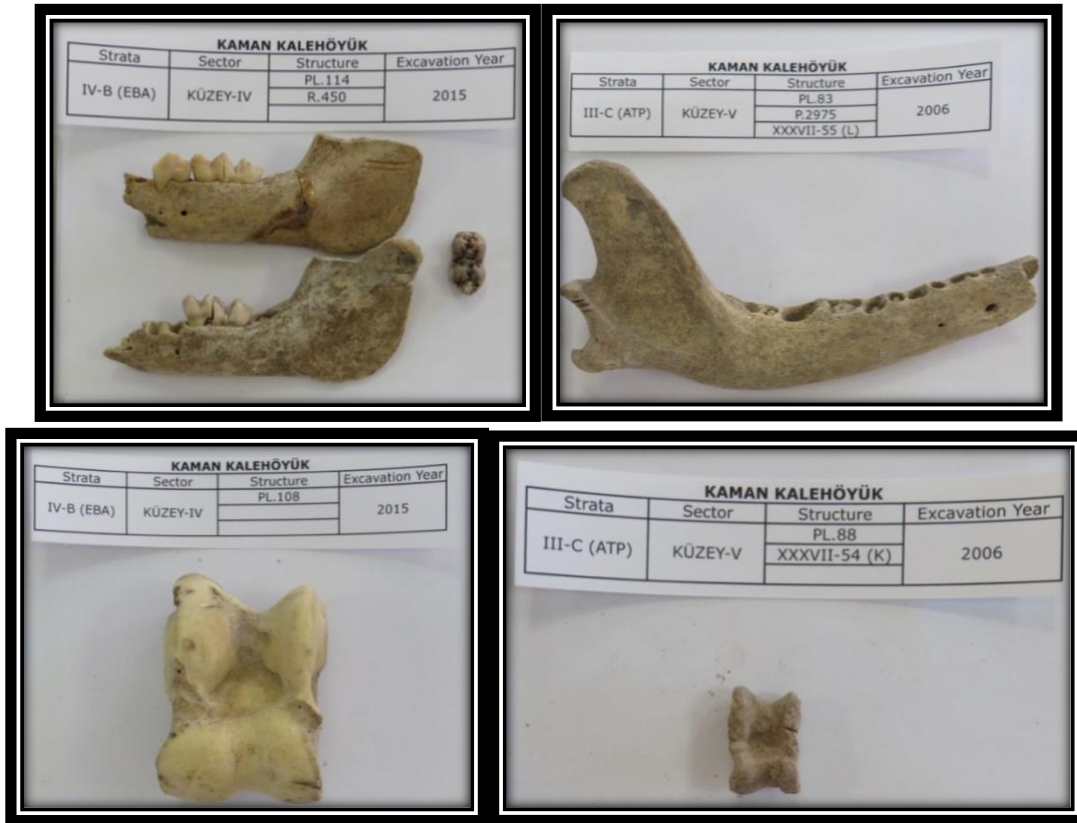 KAMAN KALEHÖYÜK
Strata Sector Structure Excavation Year
IV-B (EBA) KÜZEY-IV PL.114 2015
R.450
KAMAN KALEHÖYÜK
Strata Sector Structure Excavation Year
III-C (ATP) KÜZEY-V PL.83 2006
P.2975
XXXVII-55 (L)
KAMAN KALEHÖYÜK
Strata Sector Structure Excavation Year
IV-B (EBA) KÜZEY-IV PL.108 2015
KAMAN KALEHÖYÜK
Strata Sector Structure Excavation Year
III-C (ATP) KÜZEY-V PL.88 2006
XXXVII-54 (K)